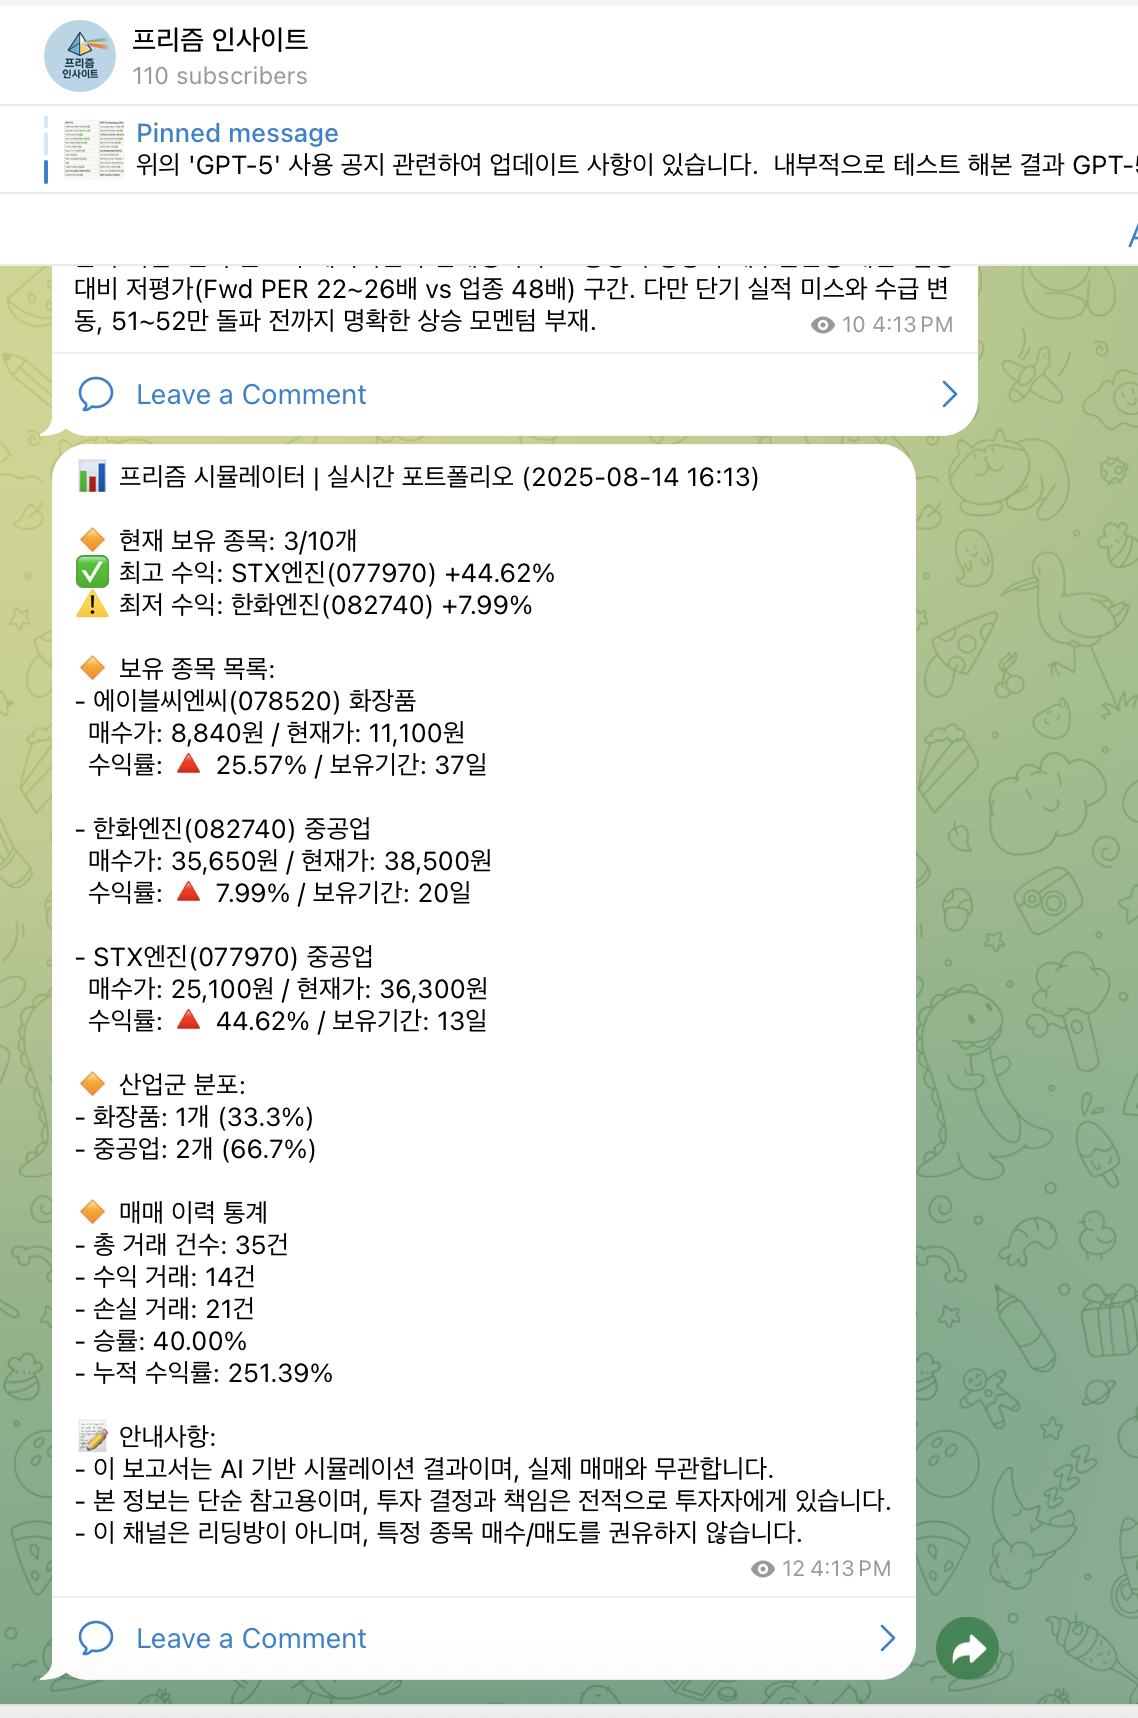 프리즘
인사이트
프리즘 인사이트
110 subscribers
Pinned message
위의 'GPT-5' 사용 공지 관련하여 업데이트 사항이 있습니다. 내부적으로 테스트 해본 결과 GPT-5
대비 저평가(Fwd PER 22~26배 vs 업종 48배) 구간. 다만 단기 실적 미스와 수급 변
동, 51~52만 돌파 전까지 명확한 상승 모멘텀 부재.
10 4:13 PM
Leave a Comment
프리즘 시뮬레이터 | 실시간 포트폴리오 (2025-08-14 16:13)
현재 보유 종목: 3/10개
최고 수익: STX엔진(077970) +44.62%
최저 수익: 한화엔진(082740) +7.99%
보유 종목 목록:
- 에이블씨엔씨(078520) 화장품
매수가: 8,840원 / 현재가: 11,100원
수익률: 🔺 25.57% / 보유기간: 37일
- 한화엔진(082740) 중공업
매수가: 35,650원 / 현재가: 38,500원
수익률: 🔺 7.99% / 보유기간: 20일
- STX엔진(077970) 중공업
매수가: 25,100원 / 현재가: 36,300원
수익률: 🔺 44.62% / 보유기간: 13일
산업군 분포:
- 화장품: 1개 (33.3%)
- 중공업: 2개 (66.7%)
매매 이력 통계
- 총 거래 건수: 35건
- 수익 거래: 14건
- 손실 거래: 21건
- 승률: 40.00%
- 누적 수익률: 251.39%
안내사항:
- 이 보고서는 AI 기반 시뮬레이션 결과이며, 실제 매매와 무관합니다.
- 본 정보는 단순 참고용이며, 투자 결정과 책임은 전적으로 투자자에게 있습니다.
- 이 채널은 리딩방이 아니며, 특정 종목 매수/매도를 권유하지 않습니다.
12 4:13 PM
Leave a Comment